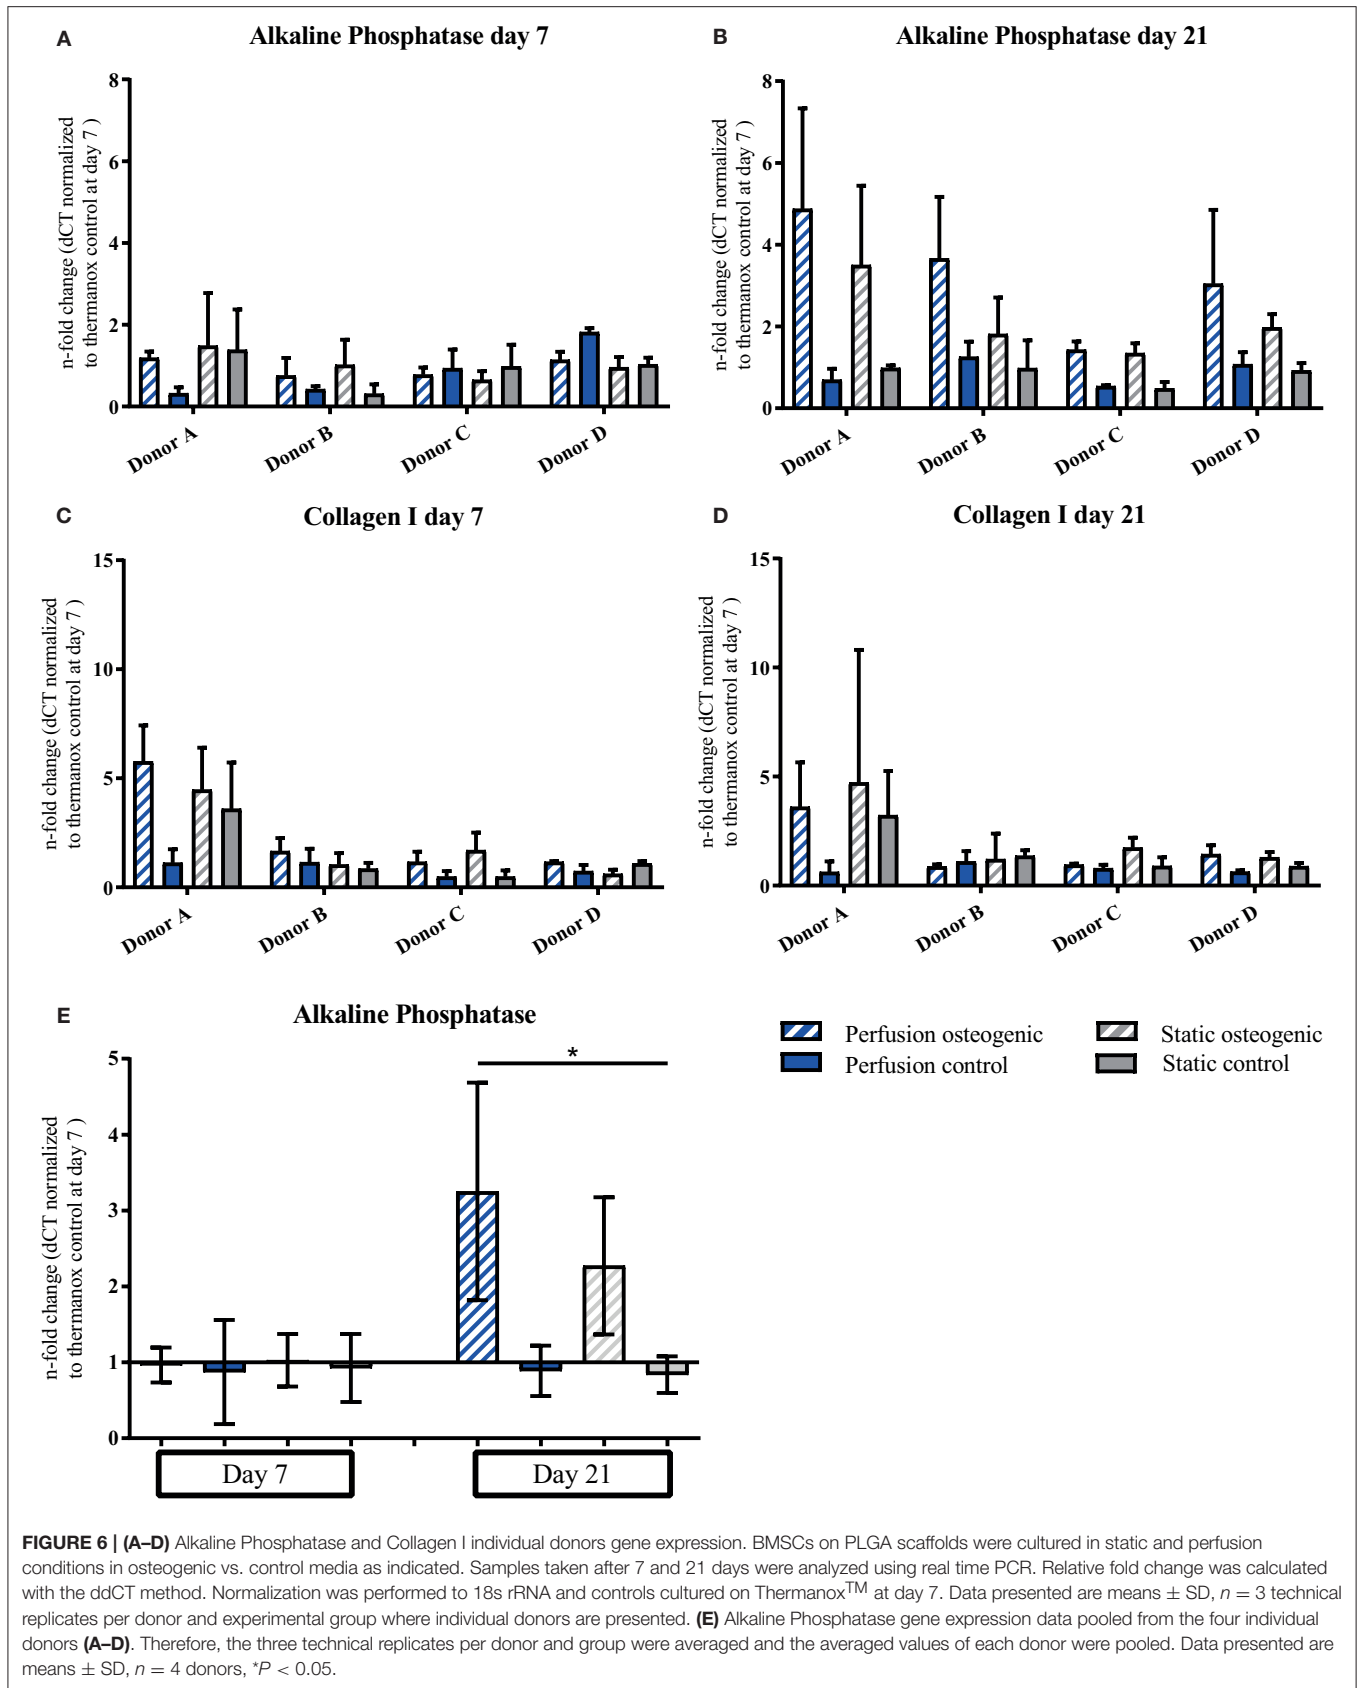 A
Alkaline Phosphatase day 7
n-fold change (dCT normalized
to thermanox control at day 7 )
8
6
4
2
0
Donor A
Donor B
Donor C
Donor D
B
Alkaline Phosphatase day 21
n-fold change (dCT normalized
to thermanox control at day 7 )
8
6
4
2
0
Donor A
Donor B
Donor C
Donor D
C
Collagen I day 7
n-fold change (dCT normalized
to thermanox control at day 7 )
15
10
5
0
Donor A
Donor B
Donor C
Donor D
D
Collagen I day 21
n-fold change (dCT normalized
to thermanox control at day 7 )
15
10
5
0
Donor A
Donor B
Donor C
Donor D
E
Alkaline Phosphatase
n-fold change (dCT normalized
to thermanox control at day 7 )
5
4
3
2
1
0
*
Day 7
Day 21
Perfusion osteogenic
Static osteogenic
Perfusion control
Static control
FIGURE 6 | (A–D) Alkaline Phosphatase and Collagen I individual donors gene expression. BMSCs on PLGA scaffolds were cultured in static and perfusion
conditions in osteogenic vs. control media as indicated. Samples taken after 7 and 21 days were analyzed using real time PCR. Relative fold change was calculated
with the ddCT method. Normalization was performed to 18s rRNA and controls cultured on Thermanox™ at day 7. Data presented are means ± SD, n = 3 technical
replicates per donor and experimental group where individual donors are presented. (E) Alkaline Phosphatase gene expression data pooled from the four individual
donors (A–D). Therefore, the three technical replicates per donor and group were averaged and the averaged values of each donor were pooled. Data presented are
means ± SD, n = 4 donors, *P < 0.05.